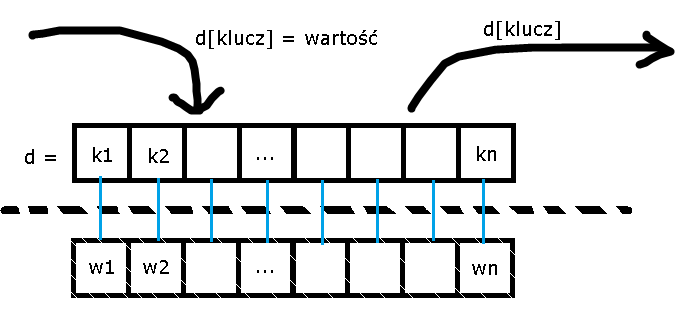 d[klucz] = wartość
d[klucz]
d = k1 k2 ... kn
w1 w2 ... wn